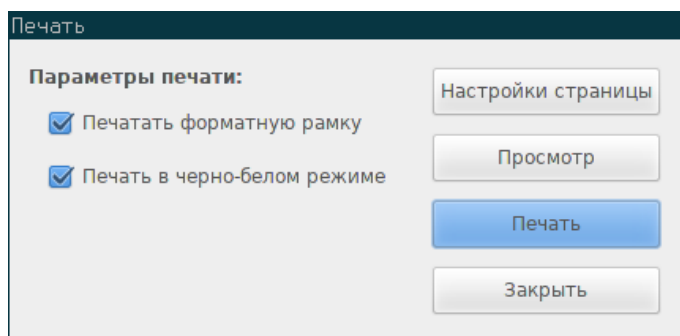 Печать
Параметры печати:
Печатать форматную рамку
Печать в черно-белом режиме
Настройки страницы
Просмотр
Печать
Закрыть